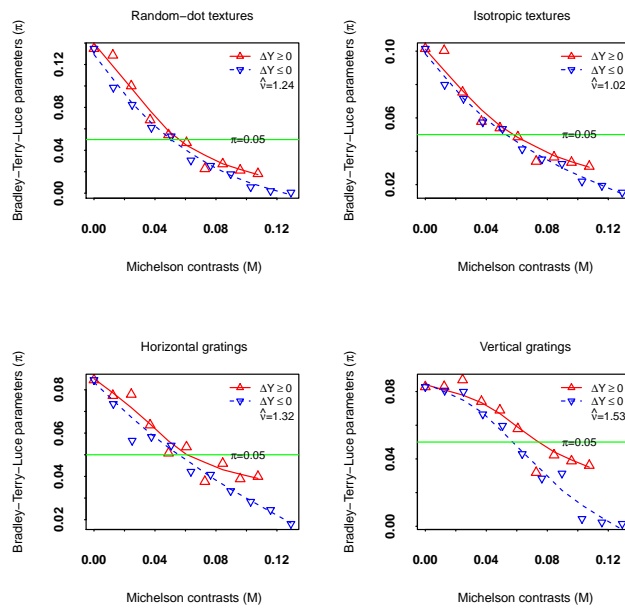 Random−dot textures
Bradley−Terry−Luce parameters (π)
0.00 0.04 0.08 0.12
ΔY ≥ 0
ΔY ≤ 0
v̂=1.24
π=0.05
0.00 0.04 0.08 0.12
Michelson contrasts (M)
Isotropic textures
Bradley−Terry−Luce parameters (π)
0.02 0.06 0.10
ΔY ≥ 0
ΔY ≤ 0
v̂=1.02
π=0.05
0.00 0.04 0.08 0.12
Michelson contrasts (M)
Horizontal gratings
Bradley−Terry−Luce parameters (π)
0.02 0.04 0.06 0.08
ΔY ≥ 0
ΔY ≤ 0
v̂=1.32
π=0.05
0.00 0.04 0.08 0.12
Michelson contrasts (M)
Vertical gratings
Bradley−Terry−Luce parameters (π)
0.00 0.04 0.08
ΔY ≥ 0
ΔY ≤ 0
v̂=1.53
π=0.05
0.00 0.04 0.08 0.12
Michelson contrasts (M)